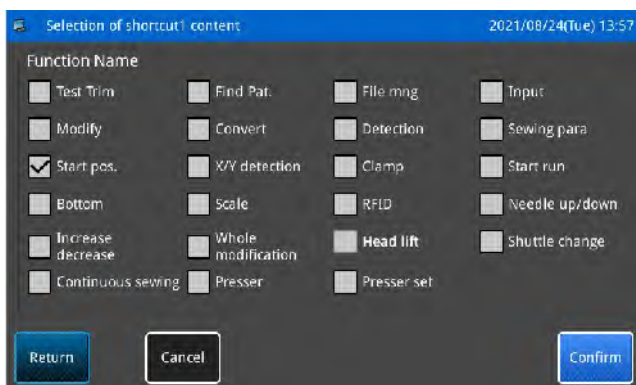 Selection of shortcut1 content 2021/08/24(Tue) 13:57
Function Name
Test Trim Find Pat. File mng Input
Modify Convert Detection Sewing para
Start pos. X/Y detection Clamp Start run
Bottom Scale RFID Needle up/down
Increase decrease Whole modification Head lift Shuttle change
Continuous sewing Presser Presser set
Return Cancel Confirm